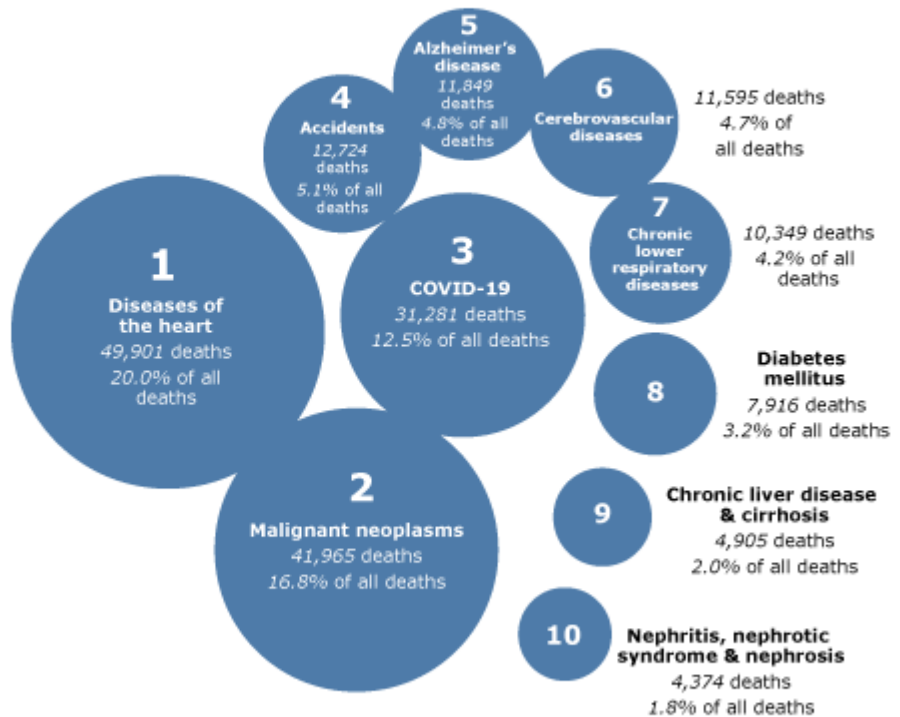 1
Diseases of
the heart
49,901 deaths
20.0% of all
deaths
2
Malignant neoplasms
41,965 deaths
16.8% of all deaths
3
COVID-19
31,281 deaths
12.5% of all deaths
4
Accidents
12,724
deaths
5.1% of all
deaths
5
Alzheimer's
disease
11,849
deaths
4.8% of all
deaths
6
Cerebrovascular
diseases
11,595 deaths
4.7% of
all deaths
7
Chronic
lower
respiratory
diseases
10,349 deaths
4.2% of all
deaths
8
Diabetes
mellitus
7,916 deaths
3.2% of all deaths
9
Chronic liver disease
& cirrhosis
4,905 deaths
2.0% of all deaths
10
Nephritis, nephrotic
syndrome & nephrosis
4,374 deaths
1.8% of all deaths